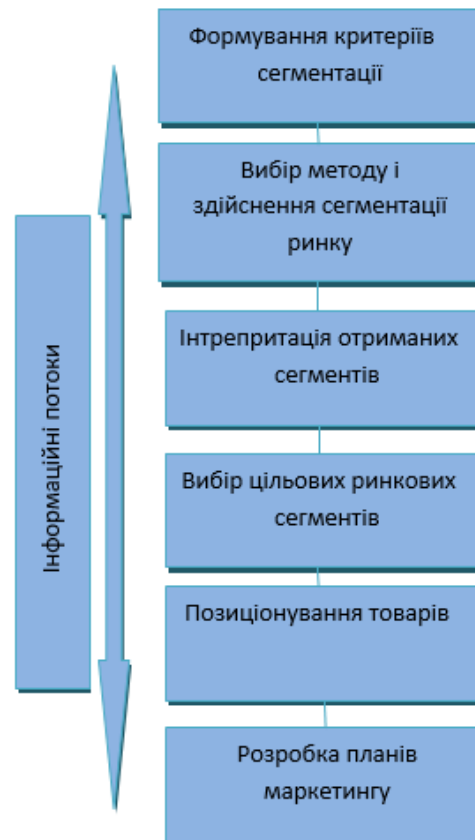 Формування критеріїв
сегментації
Вибір методу і
здійснення сегментації
ринку
Інтрепритація отриманих
сегментів
Вибір цільових ринкових
сегментів
Позиціонування товарів
Розробка планів
маркетингу
Інформаційні потоки